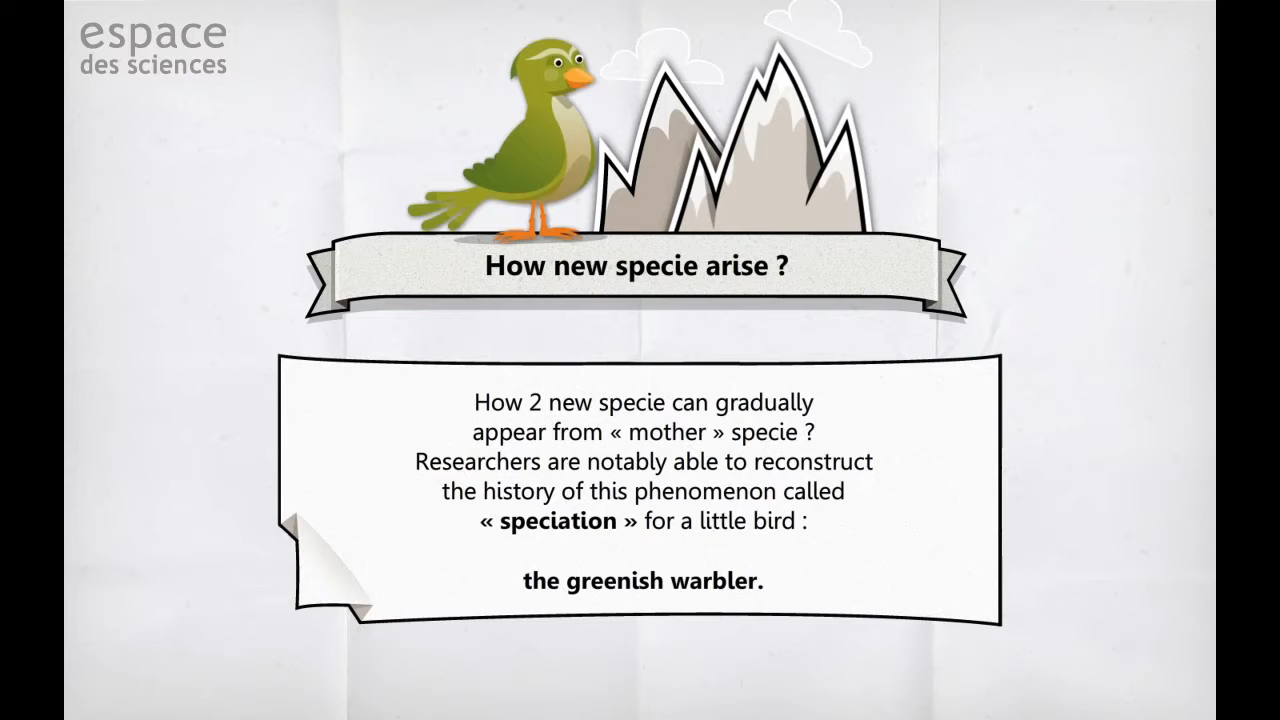 espace
des sciences
How new specie arise ?
How 2 new specie can gradually
appear from « mother » specie ?
Researchers are notably able to reconstruct
the history of this phenomenon called
« speciation » for a little bird :
the greenish warbler.